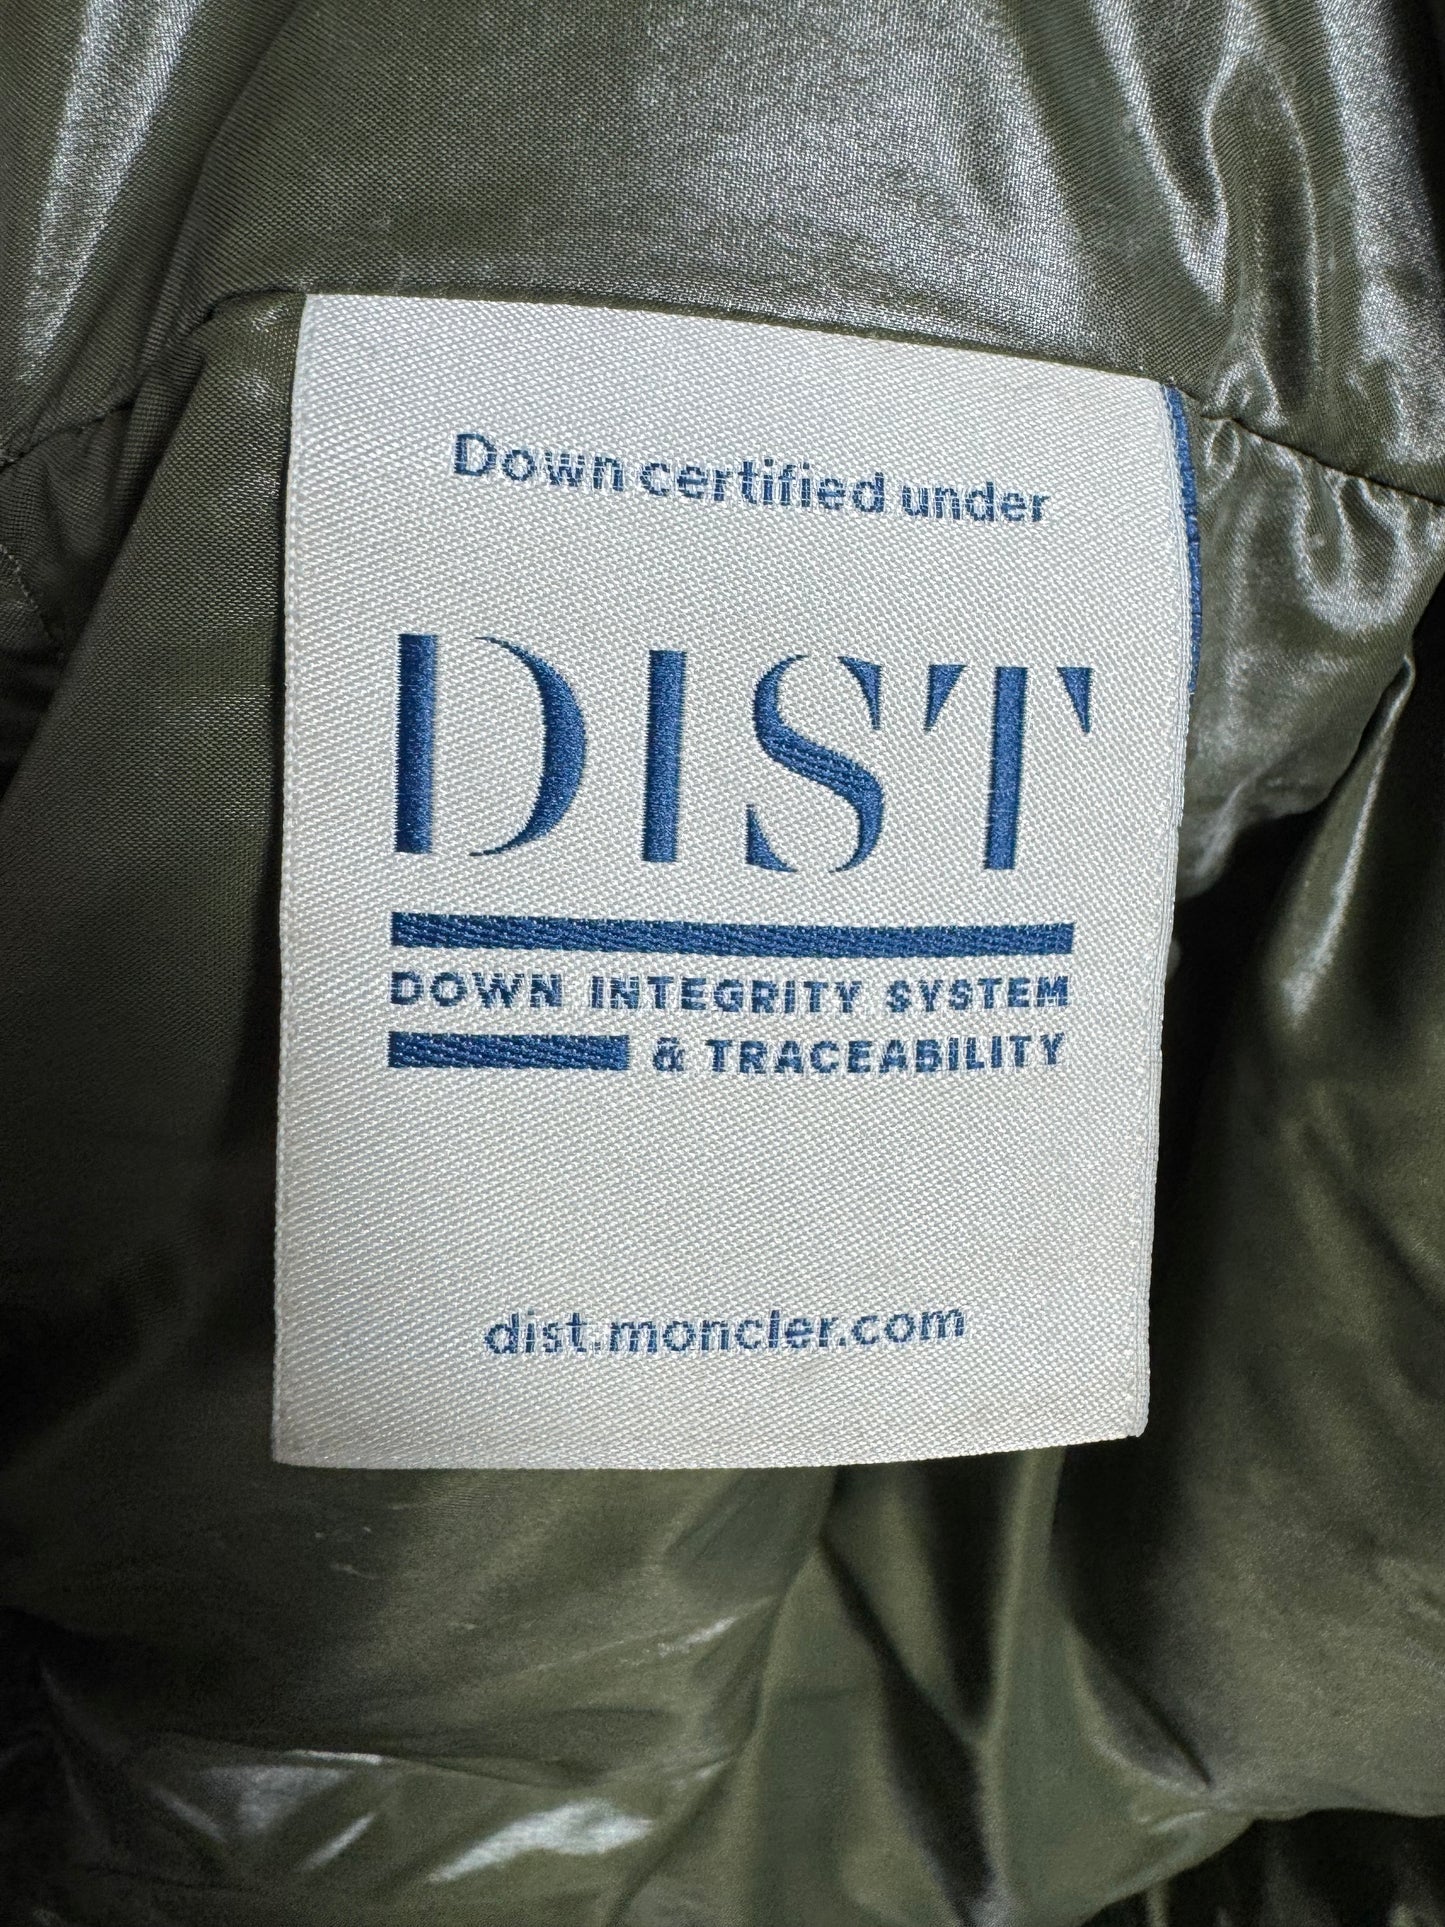 Down certified under
DIST
DOWN INTEGRITY SYSTEM
& TRACEABILITY
dist.moncler.com